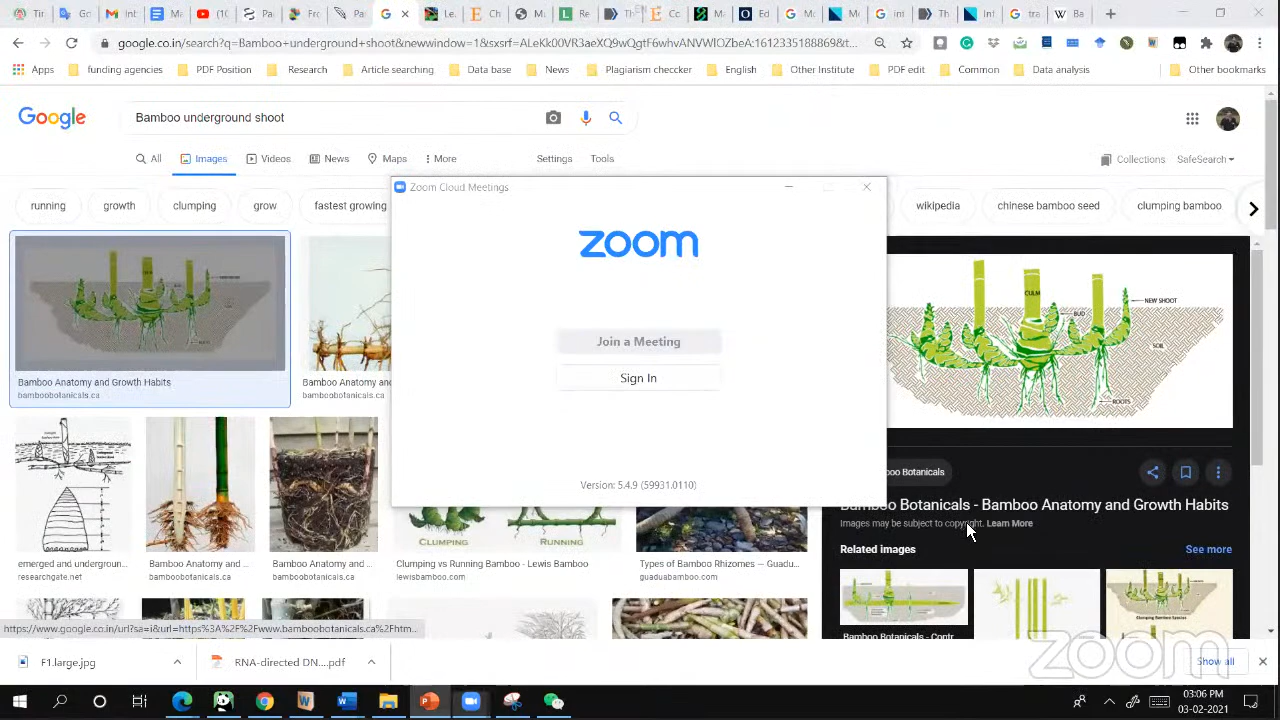 google.co.in/search?q=Bamboo+underground+shoot&newwindow=1&sxsrf=ALeKk00VR3aeXQ9wQgtF6whvANVWIOZbeA:1612335188869&t...
Apps funding agencies PDF Position Research Article searching Data base News Plagiarism checcker English Other Institute PDF edit Common Data analysis Other bookmarks
Google
Bamboo underground shoot
All Images Videos News Maps More Settings Tools Collections SafeSearch
running growth clumping grow fastest growing wikipedia chinese bamboo seed clumping bamboo
Zoom Cloud Meetings
zoom
Join a Meeting
Sign In
Version: 5.4.9 (59931.0110)
CULM
NEW SHOOT
BUD
SOIL
ROOTS
Bamboo Anatomy and Growth Habits
bamboobotanicals.ca
Bamboo Anatomy
bamboobotanicals.ca
Botanicals
Bamboo Botanicals - Bamboo Anatomy and Growth Habits
Images may be subject to copyright. Learn More
Related images See more
CLUMPING RUNNING
emerged and undergroun...
researchgate.net
Bamboo Anatomy and ...
bamboobotanicals.ca
Bamboo Anatomy and ...
bamboobotanicals.ca
Clumping vs Running Bamboo - Lewis Bamboo
lewisbamboo.com
Types of Bamboo Rhizomes — Guadu...
guaduabamboo.com
Bamboo Botanicals - Contr
https://www.google.co.in/url?sa=i&url=https%3A%2F%2Fwww.bamboobotanicals.ca%2Fhtm...
F1.large.jpg
RNA-directed DN....pdf
Show all
zoom
03:06 PM
03-02-2021